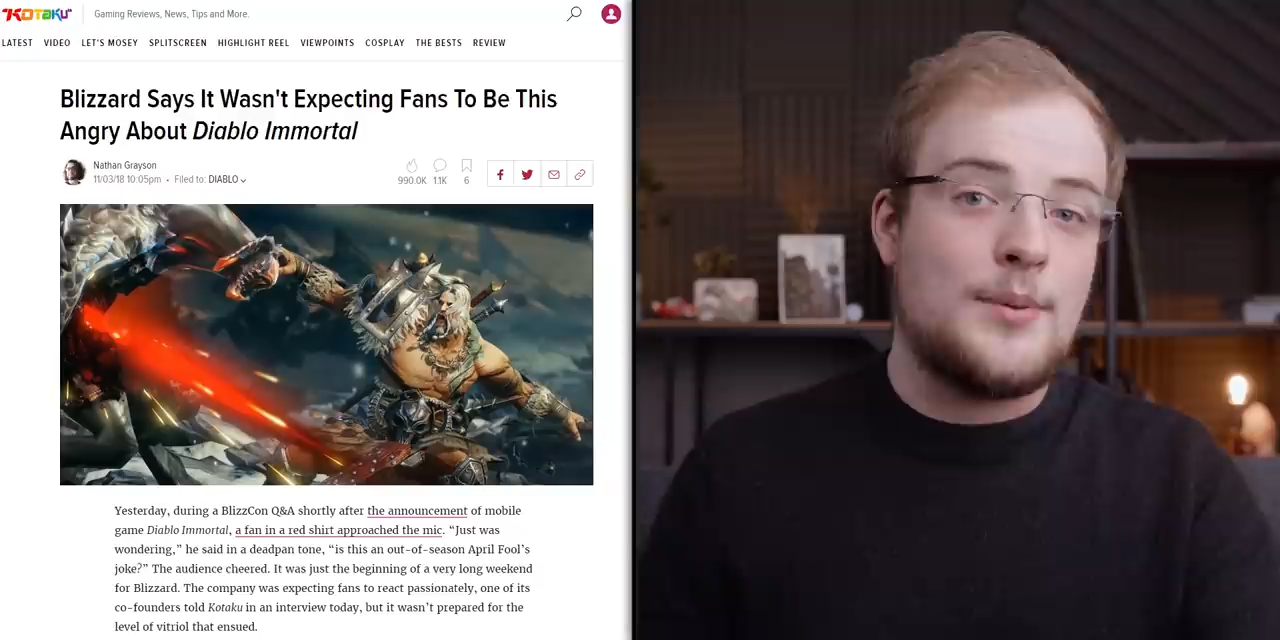 KOTAKU
Gaming Reviews, News, Tips and More.
LATEST VIDEO LET'S MOSEY SPLITSCREEN HIGHLIGHT REEL VIEWPOINTS COSPLAY THE BESTS REVIEW
Blizzard Says It Wasn't Expecting Fans To Be This
Angry About Diablo Immortal
Nathan Grayson
11/03/18 10:05pm • Filed to: DIABLO
990.0K 1.1K 6
Yesterday, during a BlizzCon Q&A shortly after the announcement of mobile
game Diablo Immortal, a fan in a red shirt approached the mic. “Just was
wondering,” he said in a deadpan tone, “is this an out-of-season April Fool’s
joke?” The audience cheered. It was just the beginning of a very long weekend
for Blizzard. The company was expecting fans to react passionately, one of its
co-founders told Kotaku in an interview today, but it wasn’t prepared for the
level of vitriol that ensued.